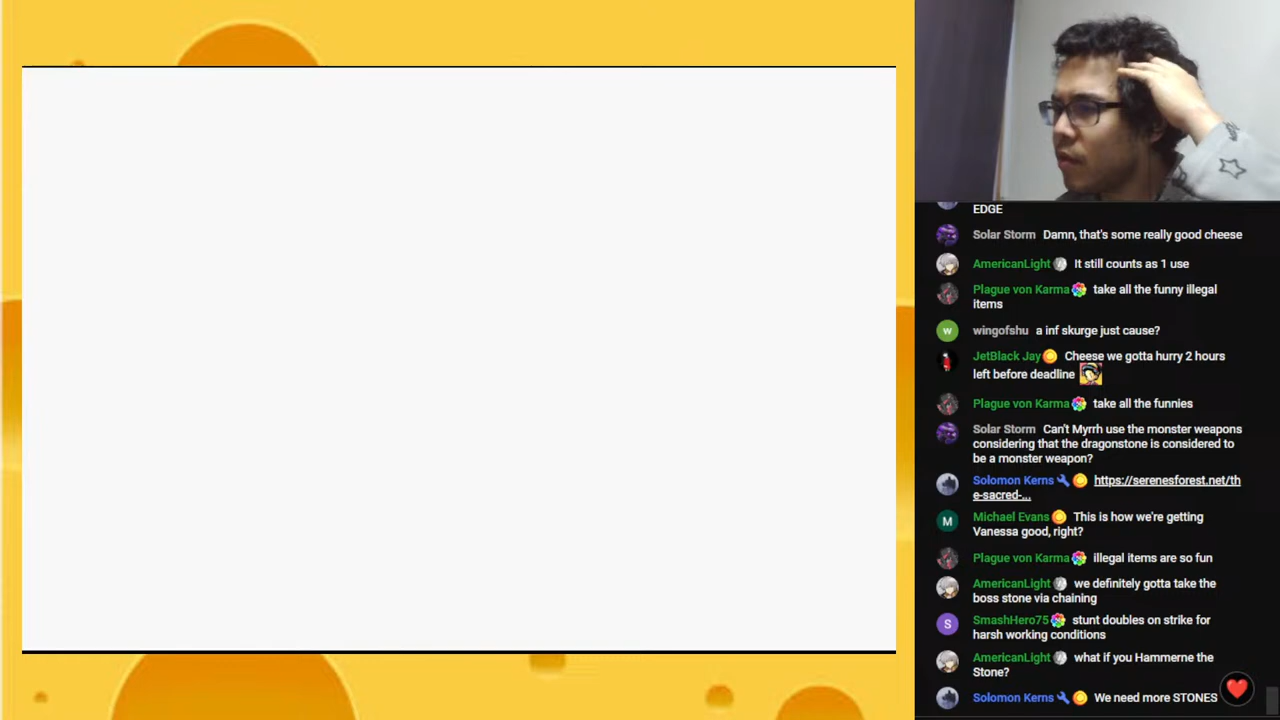 EDGE
Solar Storm Damn, that's some really good cheese
AmericanLight It still counts as 1 use
Plague von Karma take all the funny illegal
items
w wingofshu a inf skurge just cause?
JetBlack Jay Cheese we gotta hurry 2 hours
left before deadline
Plague von Karma take all the funnies
Solar Storm Can't Myrrh use the monster weapons
considering that the dragonstone is considered to
be a monster weapon?
Solomon Kerns https://serenesforest.net/th
e-sacred-...
M Michael Evans This is how we're getting
Vanessa good, right?
Plague von Karma illegal items are so fun
AmericanLight we definitely gotta take the
boss stone via chaining
S SmashHero75 stunt doubles on strike for
harsh working conditions
AmericanLight what if you Hammerne the
Stone?
Solomon Kerns We need more STONES